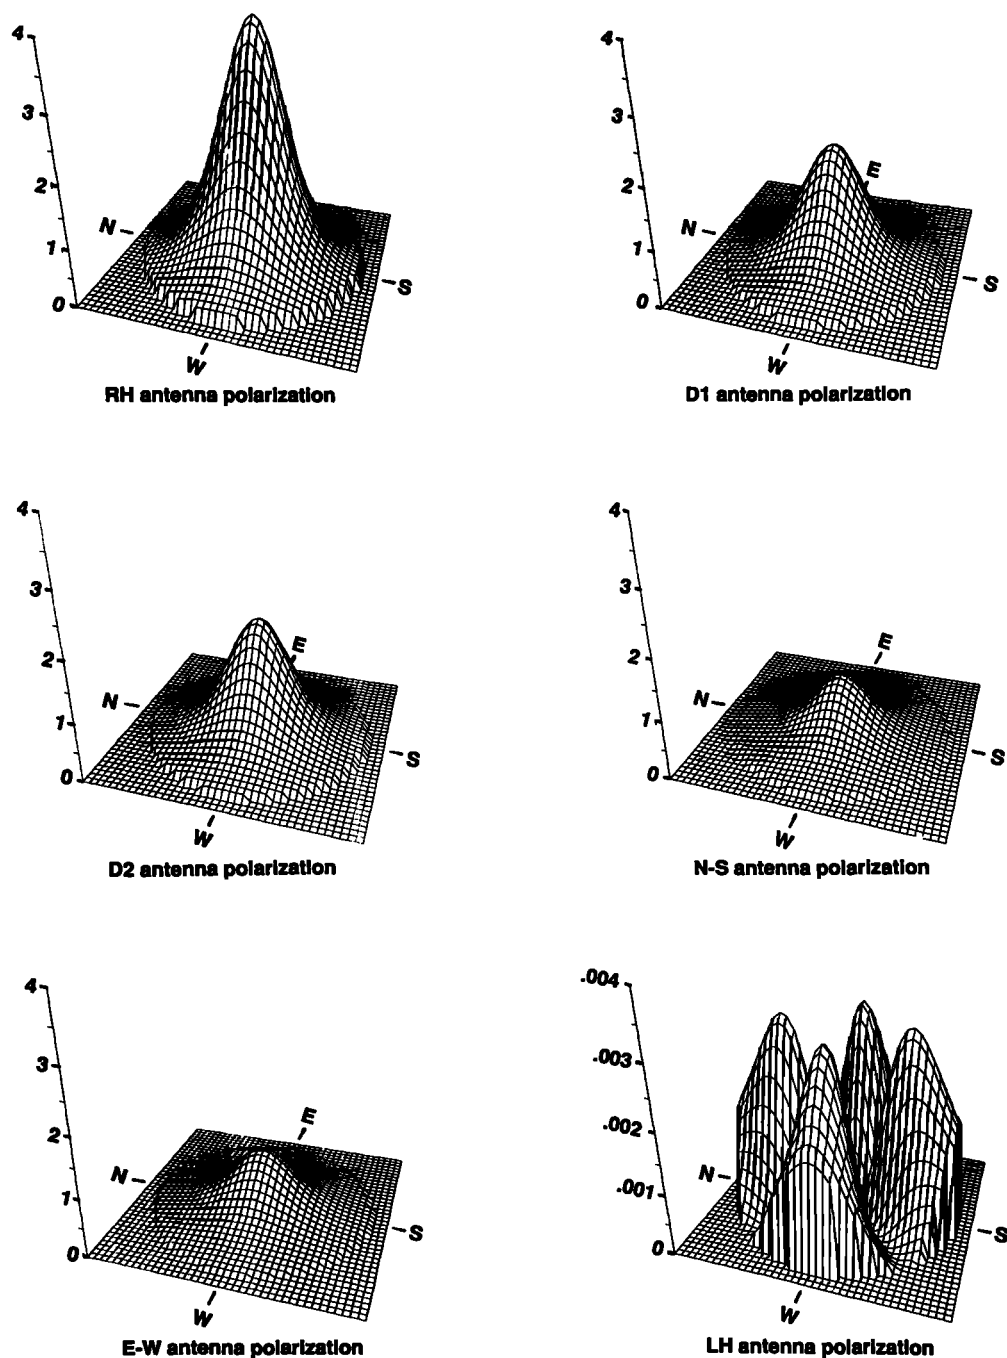 4
3
2
1
0
N
S
W
RH antenna polarization
4
3
2
1
0
N
E
S
W
D1 antenna polarization
4
3
2
1
0
N
E
S
W
D2 antenna polarization
4
3
2
1
0
N
E
S
W
N-S antenna polarization
4
3
2
1
0
N
E
S
W
E-W antenna polarization
.004
.003
.002
.001
0
N
S
W
LH antenna polarization